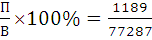 П/В × 100% = 1189/77287